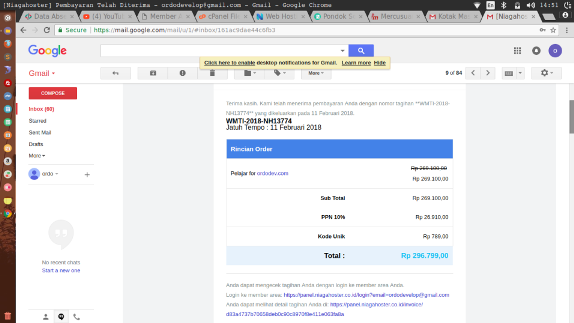 [Niagahoster] Pembayaran Telah Diterima - ordodevelop@gmail.com - Gmail - Google Chrome
14:51
Data Abse
(4) YouTube
Member A
cPanel Fil
Web Hous
Pondok S
Mercusua
Kotak Ma
[Niagahos
Secure
https://mail.google.com/mail/u/1/#inbox/161ac9dae44c6fb3
Google
Click here to enable desktop notifications for Gmail. Learn more Hide
Gmail
More
9 of 84
COMPOSE
Inbox (60)
Starred
Sent Mail
Drafts
More
ordo
No recent chats
Start a new one
Terima kasih. Kami telah menerima pembayaran Anda dengan nomor tagihan **WMTI-2018-
NH13774** yang dikeluarkan pada 11 Februari 2018.
WMTI-2018-NH13774
Jatuh Tempo : 11 Februari 2018
Rincian Order
Pelajar for ordodev.com
Rp 269.100,00
Rp 269.100,00
Sub Total Rp 269.100,00
PPN 10% Rp 26.910,00
Kode Unik Rp 789,00
Total : Rp 296.799,00
Anda dapat mengecek tagihan Anda dengan login ke member area Anda.
Login ke member area: https://panel.niagahoster.co.id/login?email=ordodevelop@gmail.com
Anda dapat melihat detail tagihan Anda di: https://panel.niagahoster.co.id/invoice/